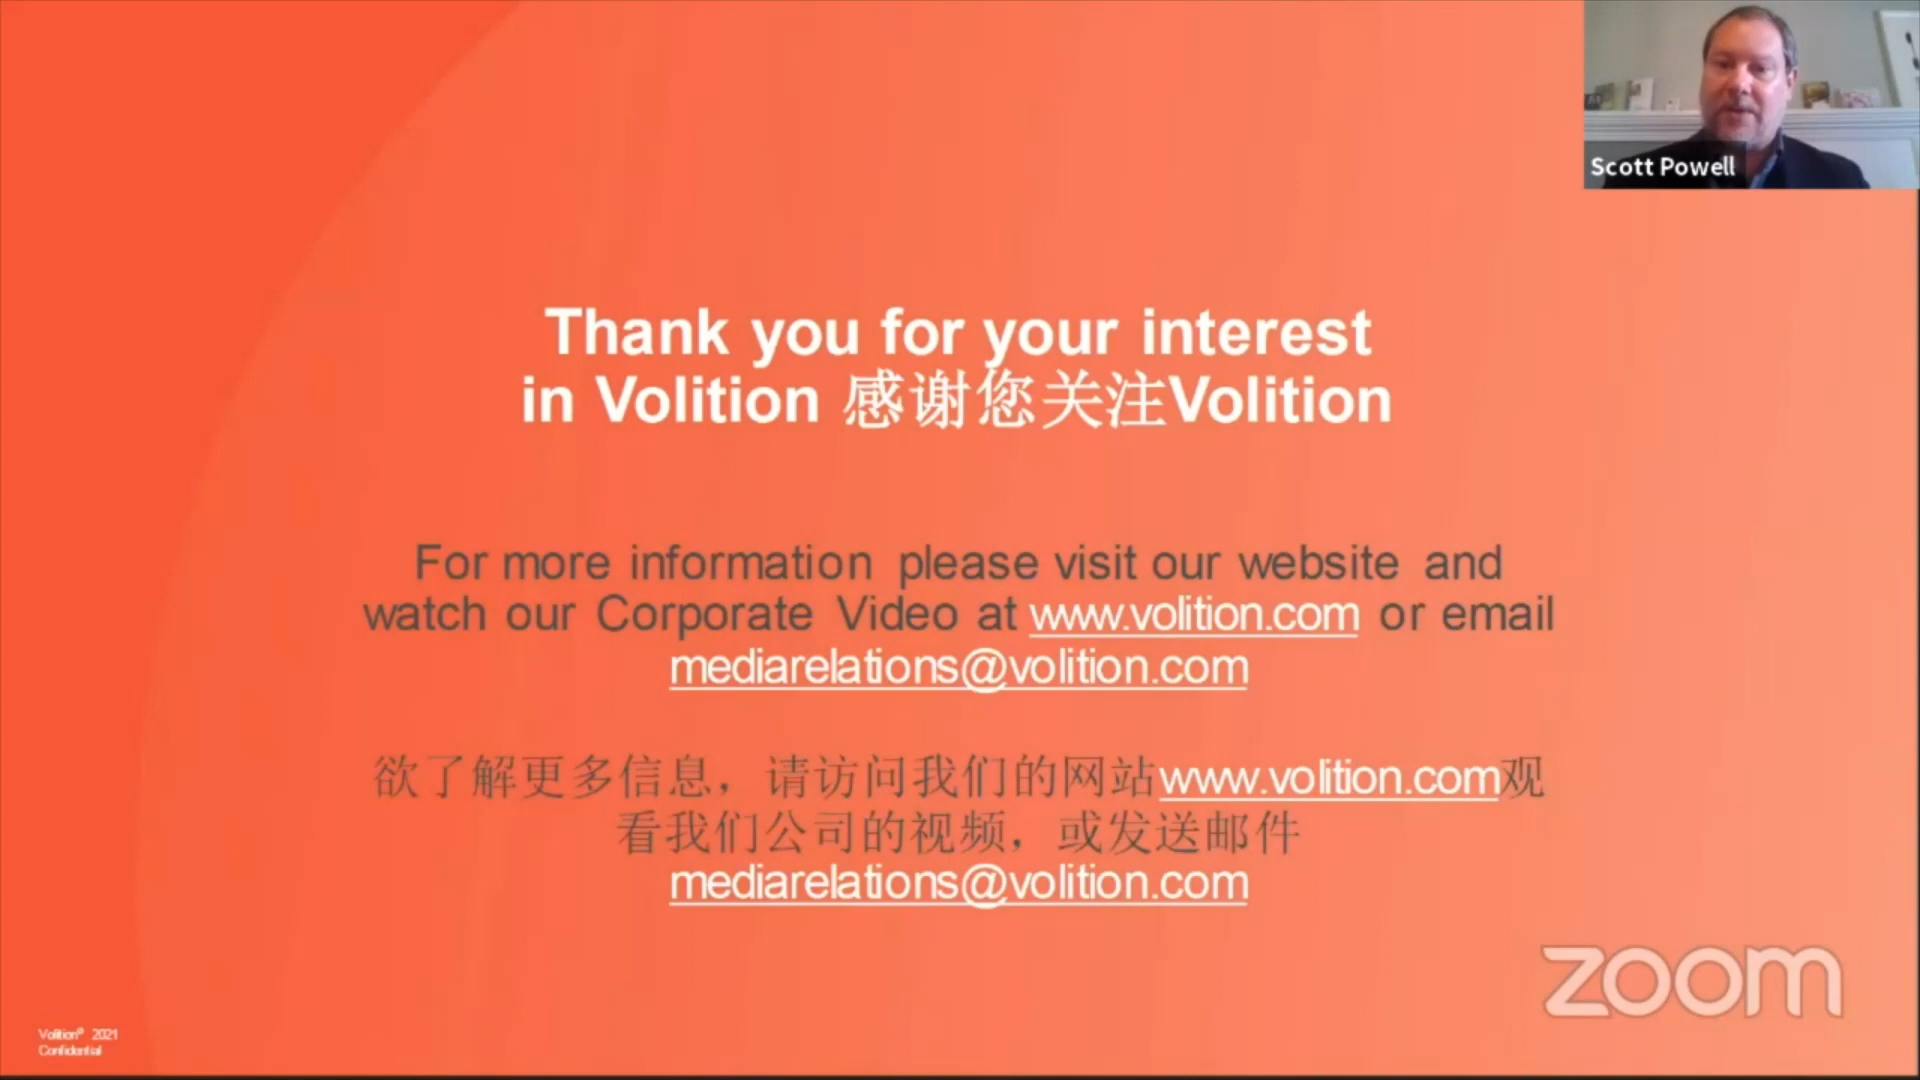 Scott Powell
Thank you for your interest
in Volition 感谢您关注Volition
For more information please visit our website and
watch our Corporate Video at www.volition.com or email
mediarelations@volition.com
欲了解更多信息，请访问我们的网站www.volition.com观
看我们公司的视频，或发送邮件
mediarelations@volition.com
zoom
Volition® 2021
Confidential